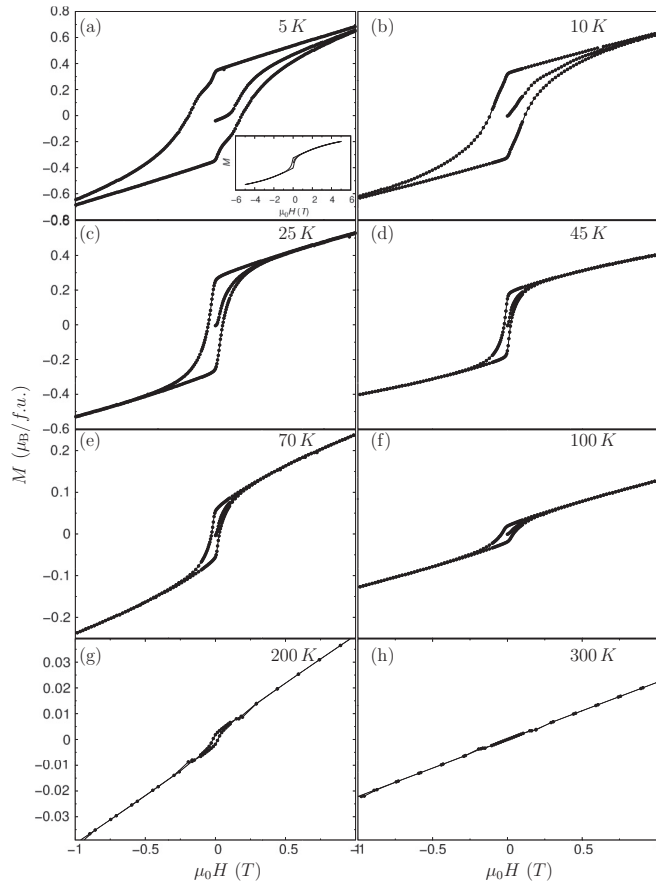 0.8
0.6
0.4
0.2
0
-0.2
-0.4
-0.6
-0.8
(a) 5 K
M
-6 -4 -2 0 2 4 6
μ₀H (T)
(b) 10 K
(c) 25 K
0.4
0.2
0
-0.2
-0.4
-0.6
(d) 45 K
(e) 70 K
0.2
0.1
0
-0.1
-0.2
(f) 100 K
(g) 200 K
0.03
0.02
0.01
0
-0.01
-0.02
-0.03
(h) 300 K
M (μB/f.u.)
-1 -0.5 0 0.5
-1 -0.5 0 0.5
μ₀H (T)
μ₀H (T)